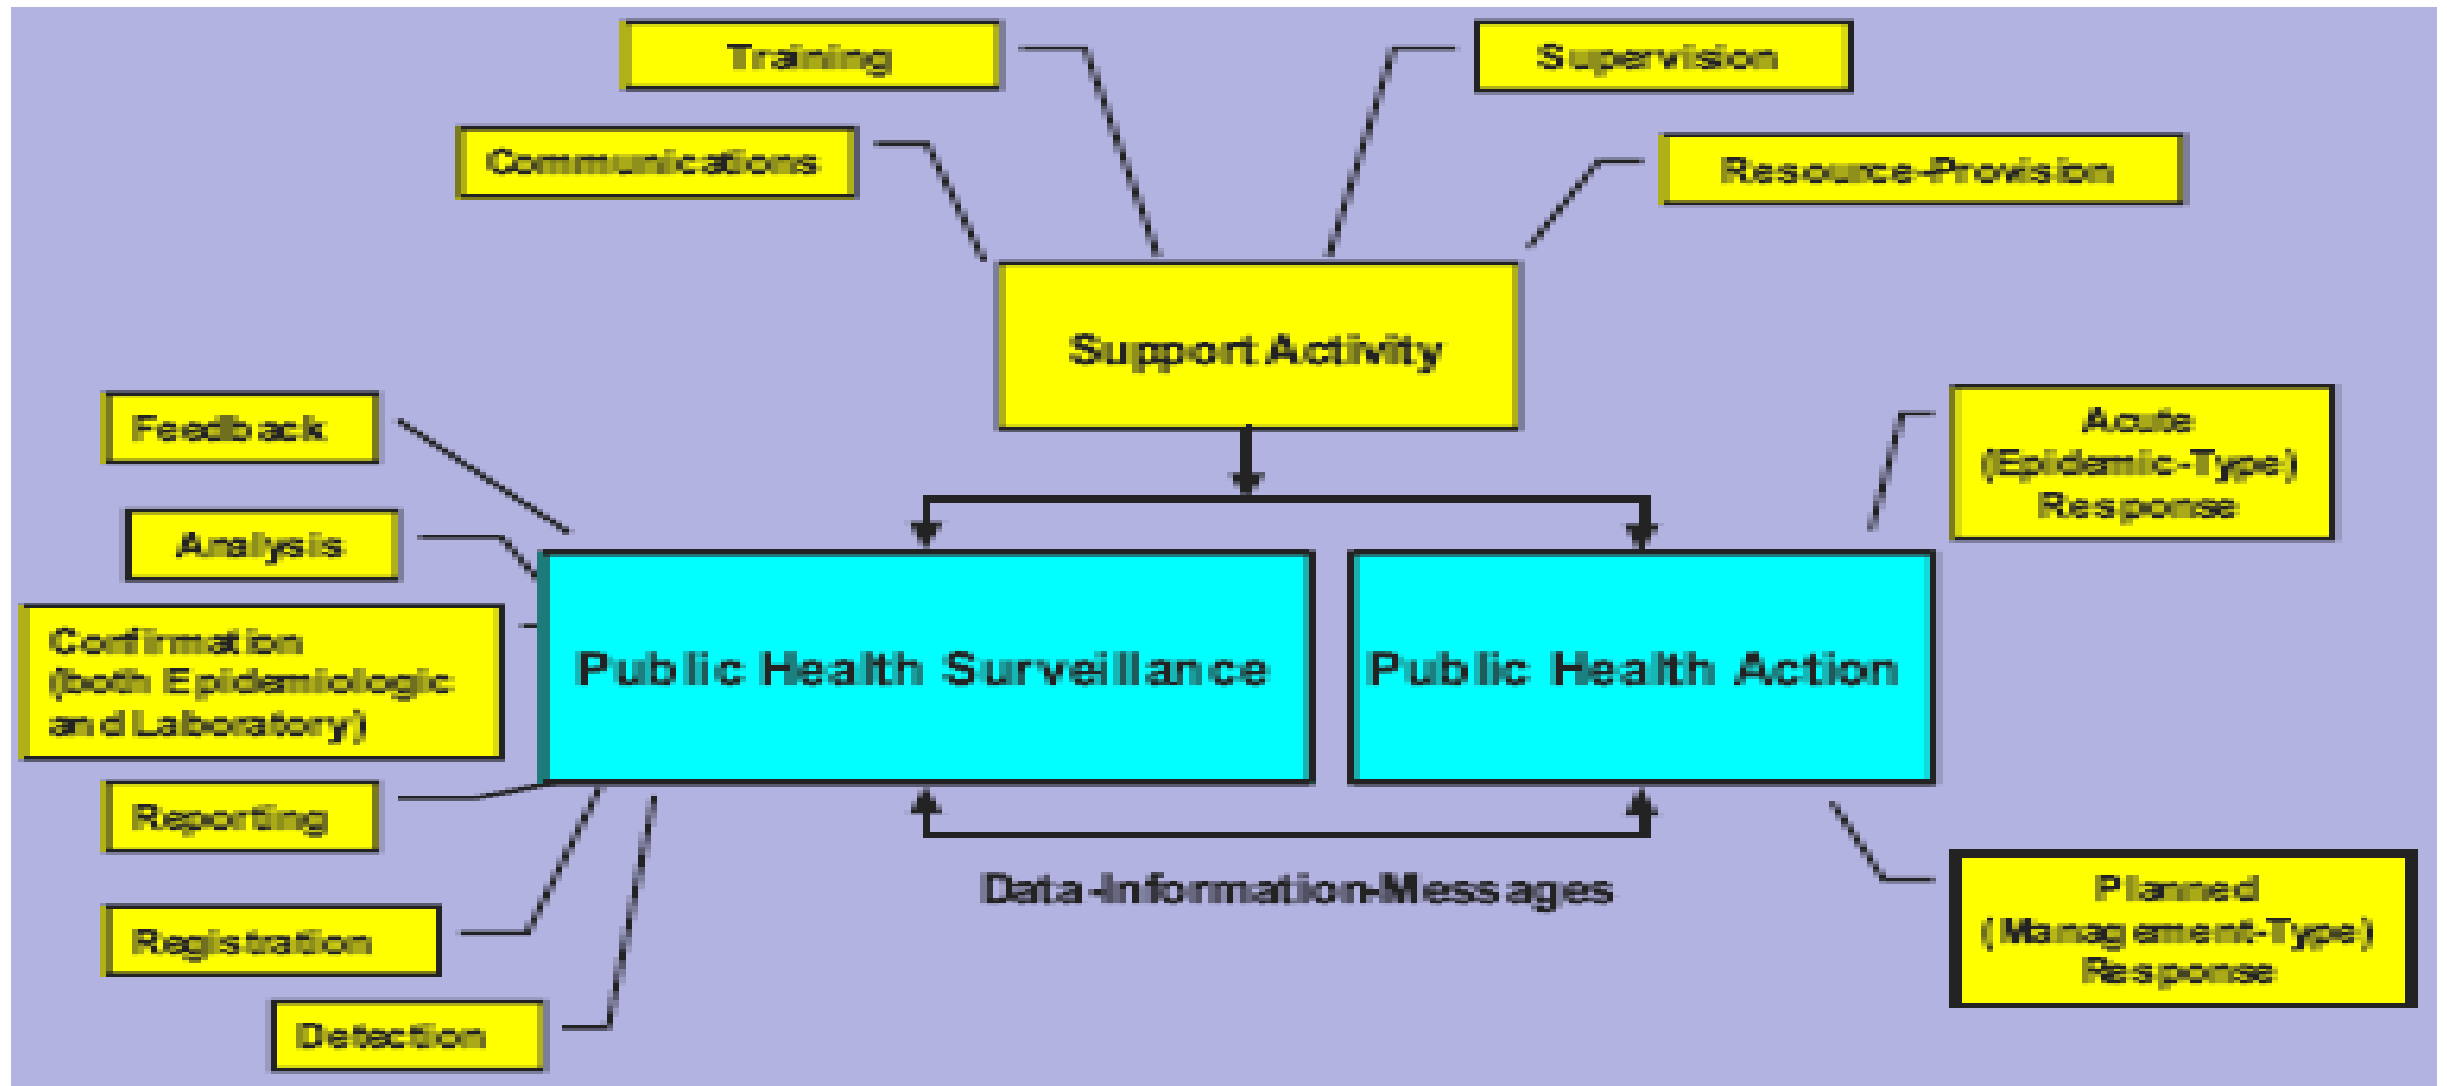 Training
Supervision
Communications
Resource-Provision
Support Activity
Feedback
Acute
(Epidemic-Type)
Response
Analysis
Confirmation
(both Epidemiologic
and Laboratory)
Public Health Surveillance
Public Health Action
Reporting
Data-Information-Messages
Planned
(Management-Type)
Response
Registration
Detection